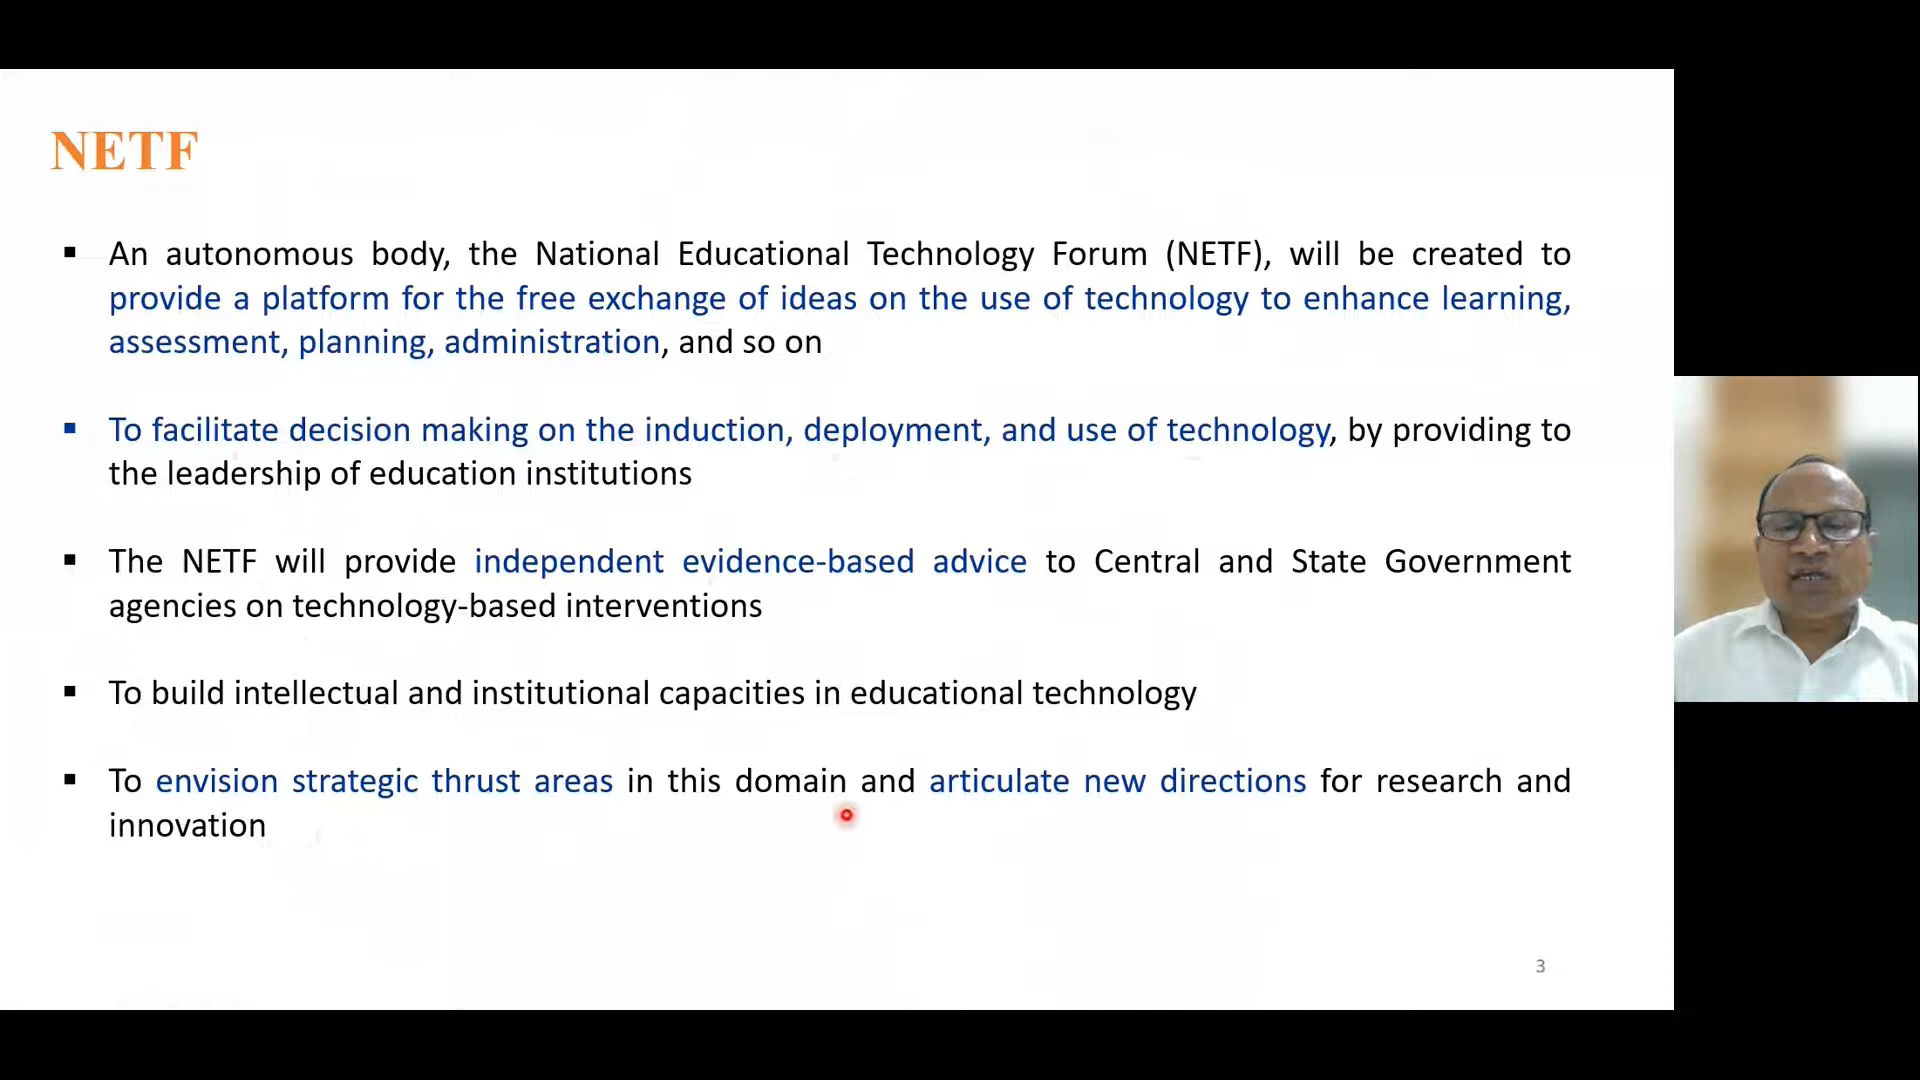 NETF
▪ An autonomous body, the National Educational Technology Forum (NETF), will be created to
provide a platform for the free exchange of ideas on the use of technology to enhance learning,
assessment, planning, administration, and so on
▪ To facilitate decision making on the induction, deployment, and use of technology, by providing to
the leadership of education institutions
▪ The NETF will provide independent evidence-based advice to Central and State Government
agencies on technology-based interventions
▪ To build intellectual and institutional capacities in educational technology
▪ To envision strategic thrust areas in this domain and articulate new directions for research and
innovation
3